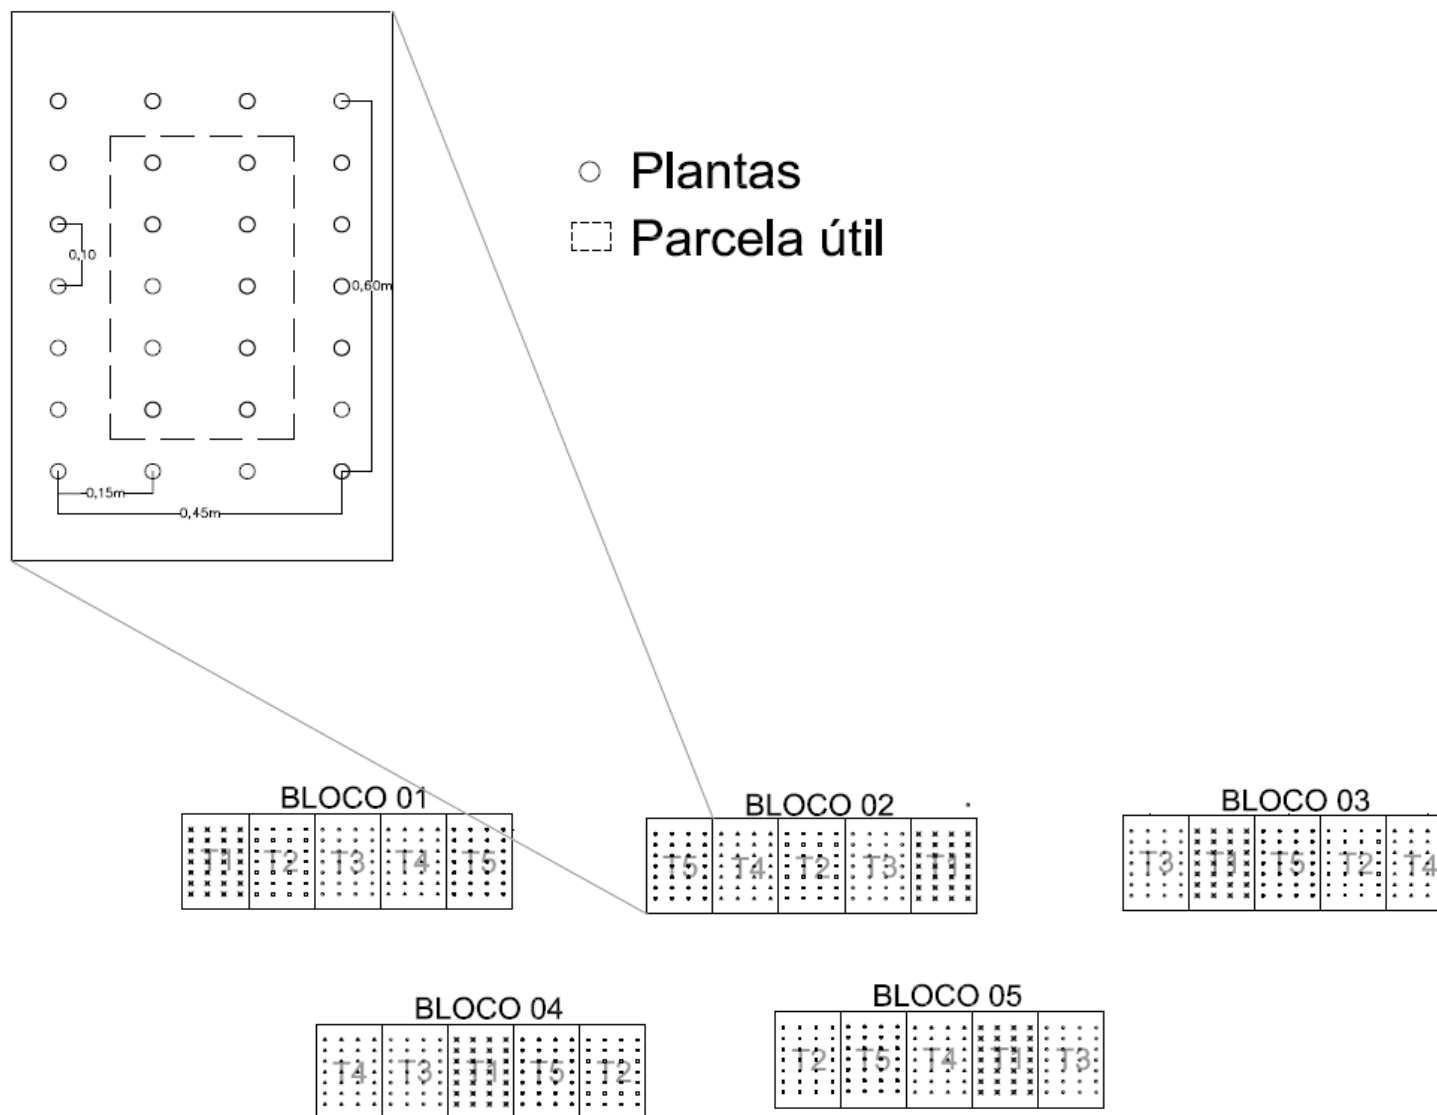 Plantas
Parcela útil
0,10
0,60m
0,15m
0,45m
BLOCO 01
T1 T2 T3 T4 T5
BLOCO 02
T5 T4 T2 T3 T1
BLOCO 03
T3 T1 T5 T2 T4
BLOCO 04
T4 T3 T1 T5 T2
BLOCO 05
T2 T5 T4 T1 T3